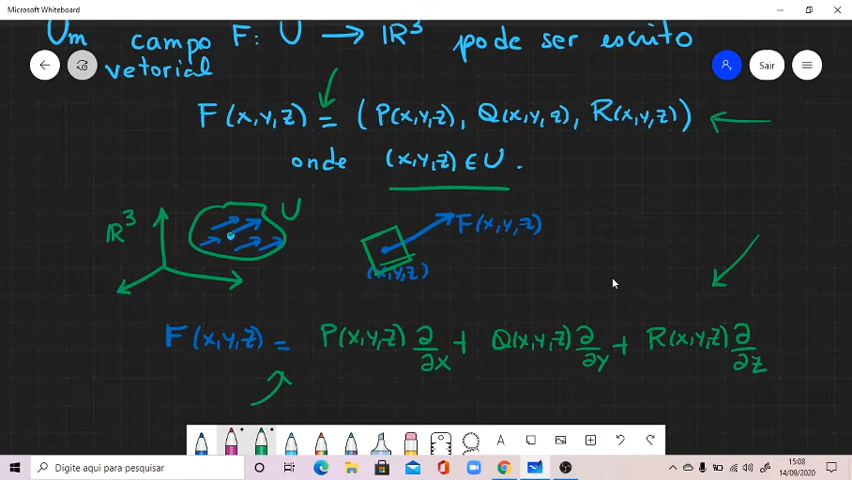 Microsoft Whiteboard
Um campo F: U → ℝ³ pode ser escrito
vetorial
Sair
F(x,y,z) = (P(x,y,z), Q(x,y,z), R(x,y,z))
onde (x,y,z) ∈ U.
ℝ³ U F(x,y,z)
(x,y,z)
F(x,y,z) = P(x,y,z) ∂/∂x + Q(x,y,z) ∂/∂y + R(x,y,z) ∂/∂z
A
Digite aqui para pesquisar
15:08
14/09/2020